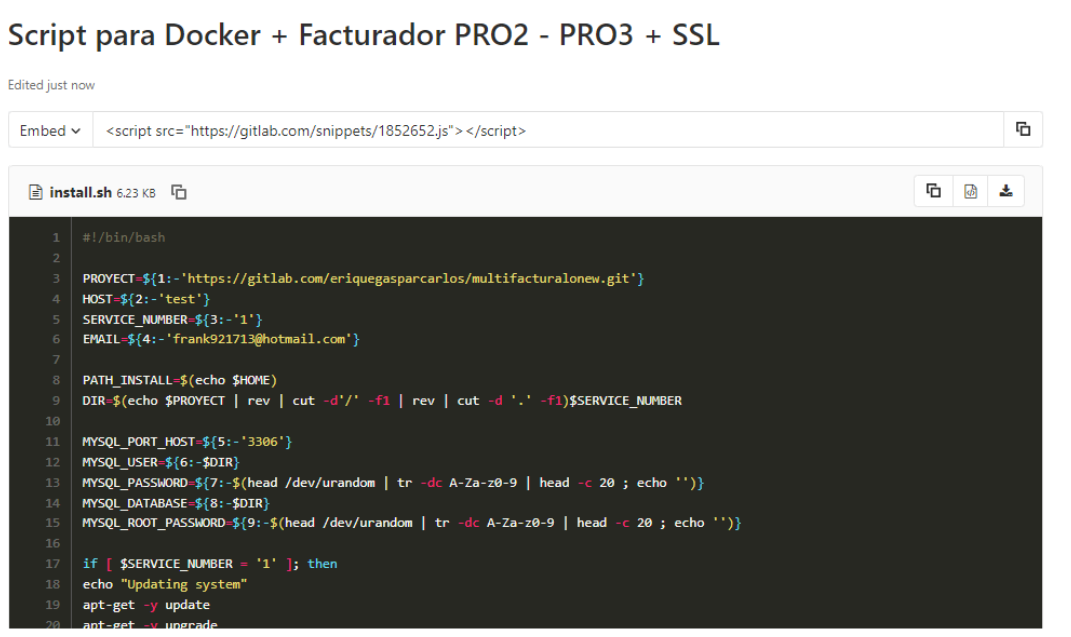 Script para Docker + Facturador PRO2 - PRO3 + SSL
Edited just now
Embed <script src="https://gitlab.com/snippets/1852652.js"></script>
install.sh 6.23 KB
1 #!/bin/bash
2
3 PROYECT=${1:-'https://gitlab.com/eriquegasparcarlos/multifacturalonew.git'}
4 HOST=${2:-'test'}
5 SERVICE_NUMBER=${3:-'1'}
6 EMAIL=${4:-'frank921713@hotmail.com'}
7
8 PATH_INSTALL=$(echo $HOME)
9 DIR=$(echo $PROYECT | rev | cut -d'/' -f1 | rev | cut -d '.' -f1)$SERVICE_NUMBER
10
11 MYSQL_PORT_HOST=${5:-'3306'}
12 MYSQL_USER=${6:-$DIR}
13 MYSQL_PASSWORD=${7:-$(head /dev/urandom | tr -dc A-Za-z0-9 | head -c 20 ; echo '')}
14 MYSQL_DATABASE=${8:-$DIR}
15 MYSQL_ROOT_PASSWORD=${9:-$(head /dev/urandom | tr -dc A-Za-z0-9 | head -c 20 ; echo '')}
16
17 if [ $SERVICE_NUMBER = '1' ]; then
18 echo "Updating system"
19 apt-get -y update
20 apt-get -y upgrade